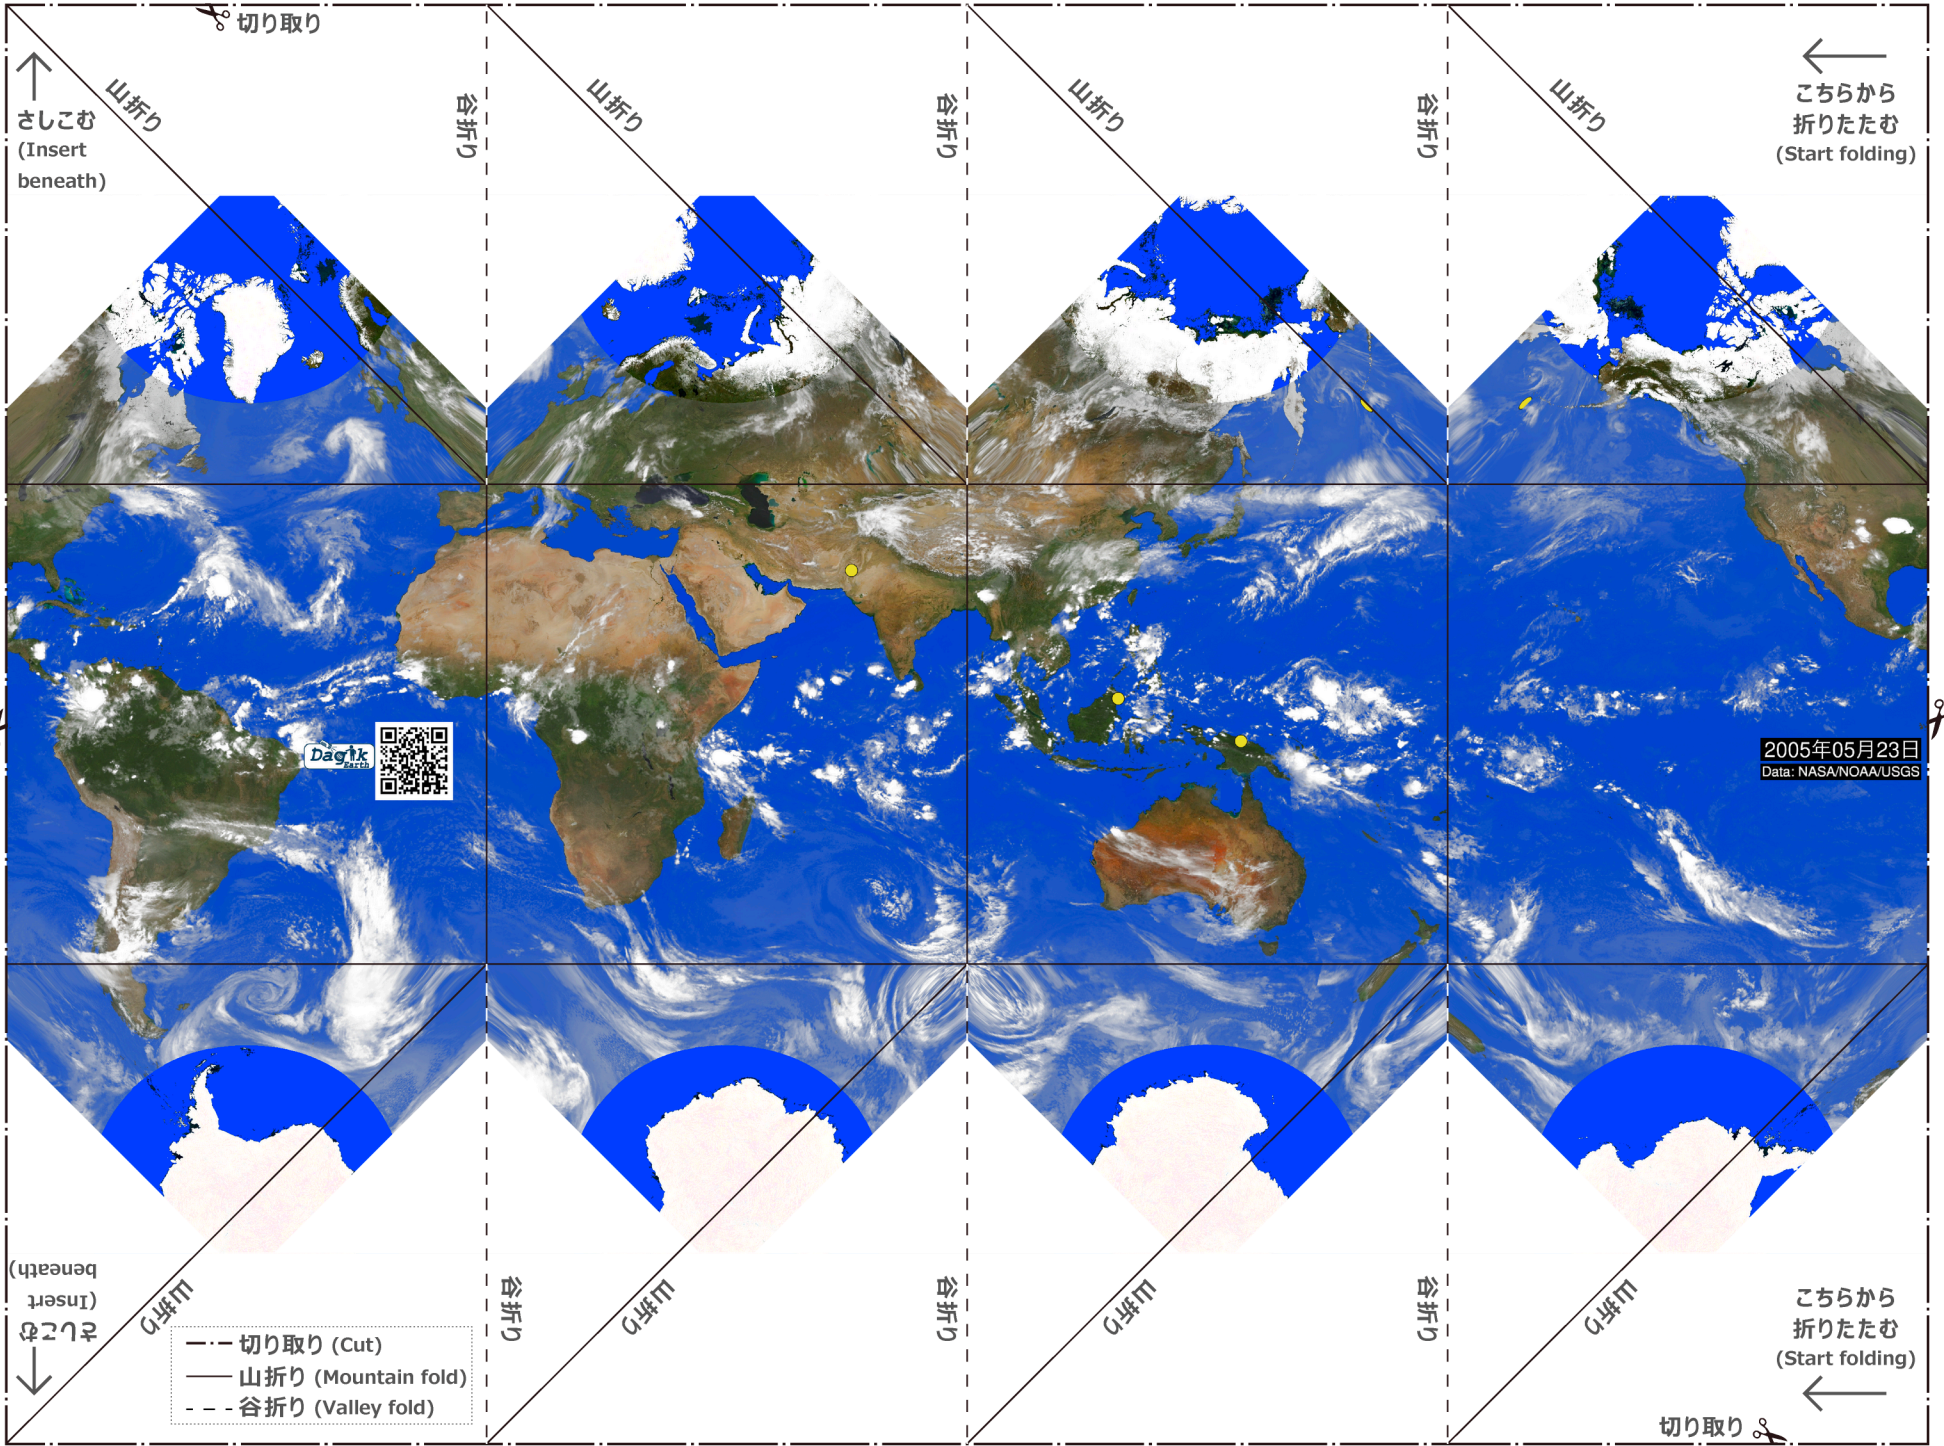 切り取り
山折り
山折り
山折り
山折り
谷折り
谷折り
谷折り
さしこむ
(Insert
beneath)
こちらから
折りたたむ
(Start folding)
Dagik
Earth
2005年05月23日
Data: NASA/NOAA/USGS
さしこむ
(Insert
beneath)
山折り
山折り
山折り
山折り
谷折り
谷折り
谷折り
切り取り (Cut)
山折り (Mountain fold)
谷折り (Valley fold)
こちらから
折りたたむ
(Start folding)
切り取り